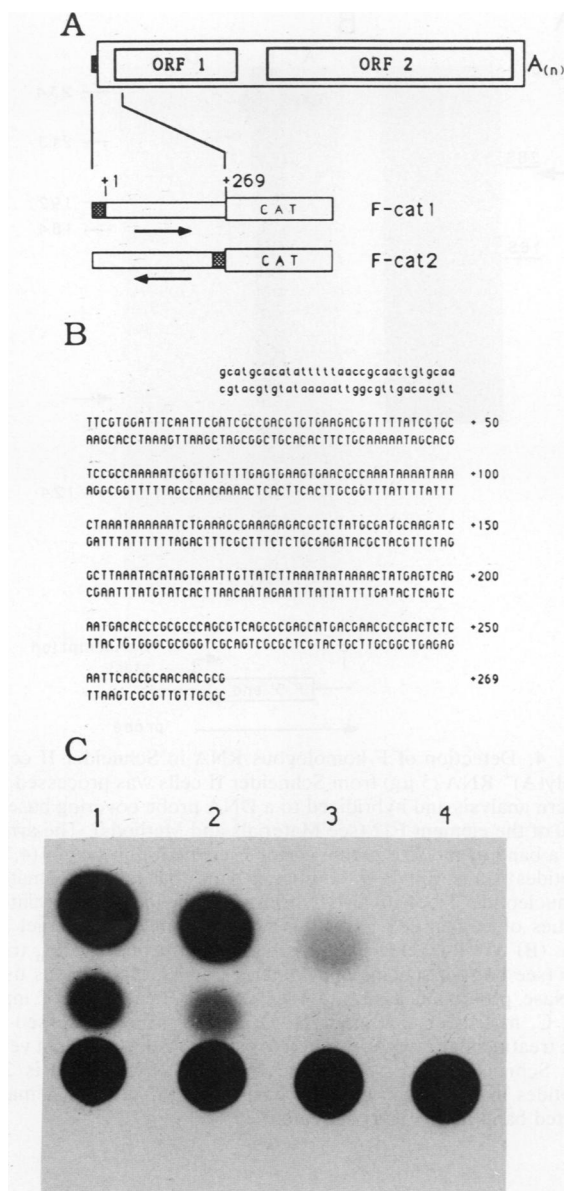 A
ORF 1 ORF 2 A(n)
+1 +269
CAT F-cat1
CAT F-cat2
B
gcatgcacatatttttaaccgcaactgtgcaa
cgtacgtgtataaaaattggcgttgacacgtt
TTCGTGGATTTCAATTCGATCGCCGACGTGTGAAGACGTTTTTATCGTGC +50
AAGCACCTAAAGTTAAGCTAGCGGCTGCACACTTCTGCAAAAATAGCACG
TCCGCCAAAAATCGGTTGTTTTGAGTGAAGTGAACGCCAAATAAAATAAA +100
AGGCGGTTTTTAGCCAACAAAACTCACTTCACTTGCGGTTTATTTTATTT
CTAAATAAAAAATCTGAAAGCGAAAGAGACGCTCTATGCGATGCAAGATC +150
GATTTATTTTTTAGACTTTCGCTTTCTCTGCGAGATACGCTACGTTCTAG
GCTTAAATACATAGTGAATTGTTATCTTAAATAATAAAACTATGAGTCAG +200
CGAATTTATGTATCACTTAACAATAGAATTTATTATTTTGATACTCAGTC
AATGACACCCGCGCCCAGCGTCAGCGCGAGCATGACGAACGCCGACTCTC +250
TTACTGTGGGCGCGGGTCGCAGTCGCGCTCGTACTGCTTGCGGCTGAGAG
AATTCAGCGCAACAACGCG +269
TTAAGTCGCGTTGTTGCGC
C
1 2 3 4